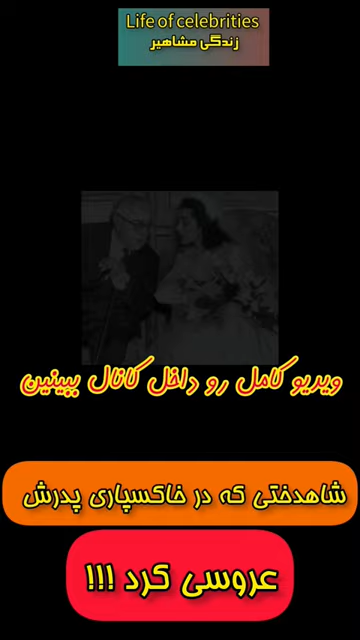 Life of celebrities
زندگی مشاهیر
ویدیو کامل رو داخل کانال ببینین
شاهدختی که در خاکسپاری پدرش
عروسی کرد !!!